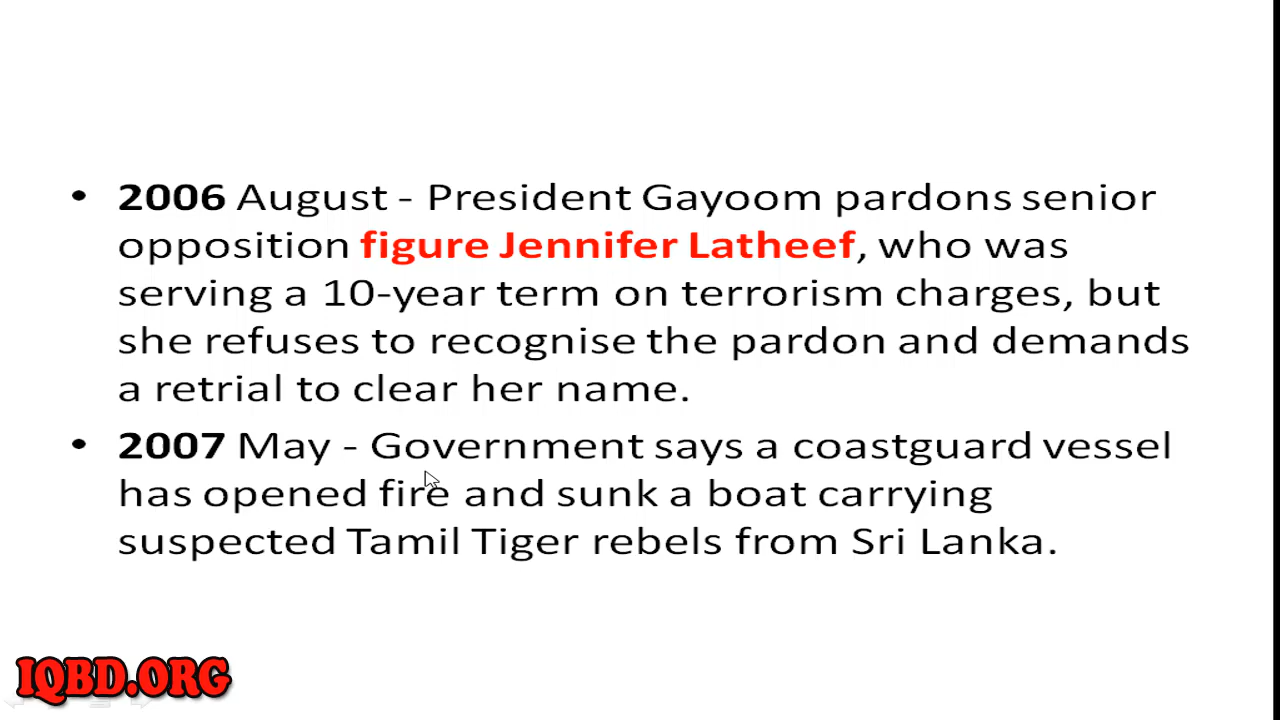 • 2006 August - President Gayoom pardons senior
opposition figure Jennifer Latheef, who was
serving a 10-year term on terrorism charges, but
she refuses to recognise the pardon and demands
a retrial to clear her name.
• 2007 May - Government says a coastguard vessel
has opened fire and sunk a boat carrying
suspected Tamil Tiger rebels from Sri Lanka.
IQBD.ORG